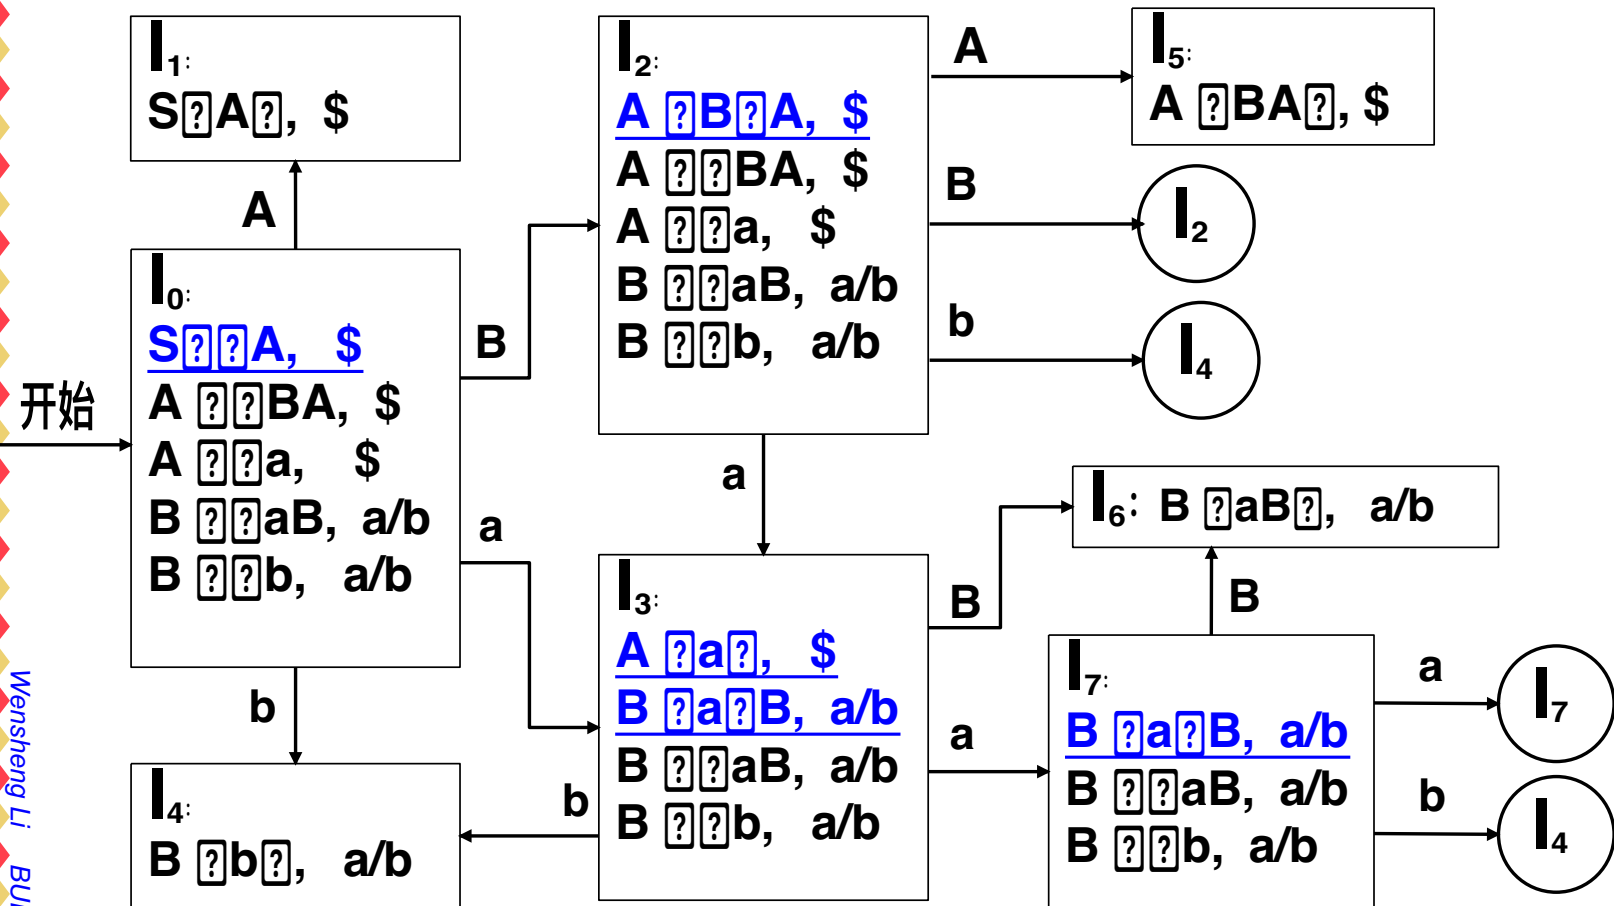 I1:
S⍰A⍰, $
A
I0:
S⍰⍰A, $
A ⍰⍰BA, $
A ⍰⍰a, $
B ⍰⍰aB, a/b
B ⍰⍰b, a/b
开始
B
a
b
I4:
B ⍰b⍰, a/b
I2:
A ⍰B⍰A, $
A ⍰⍰BA, $
A ⍰⍰a, $
B ⍰⍰aB, a/b
B ⍰⍰b, a/b
A
B
b
a
I5:
A ⍰BA⍰, $
I2
I4
I3:
A ⍰a⍰, $
B ⍰a⍰B, a/b
B ⍰⍰aB, a/b
B ⍰⍰b, a/b
B
a
b
I6: B ⍰aB⍰, a/b
B
I7:
B ⍰a⍰B, a/b
B ⍰⍰aB, a/b
B ⍰⍰b, a/b
a
b
I7
I4
Wensheng Li